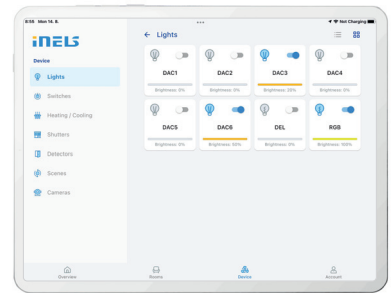 8:56 Mon 14. 8.
Not Charging
iNELS
Device
Lights
Switches
Heating / Cooling
Shutters
Detectors
Scenes
Cameras
Lights
DAC1
Brightness: 0%
DAC2
Brightness: 0%
DAC3
DAC4
Brightness: 0%
DAC5
Brightness: 0%
DAC6
Brightness: 50%
DEL
Brightness: 0%
RGB
Brightness: 100%
Overview
Rooms
Device
Account